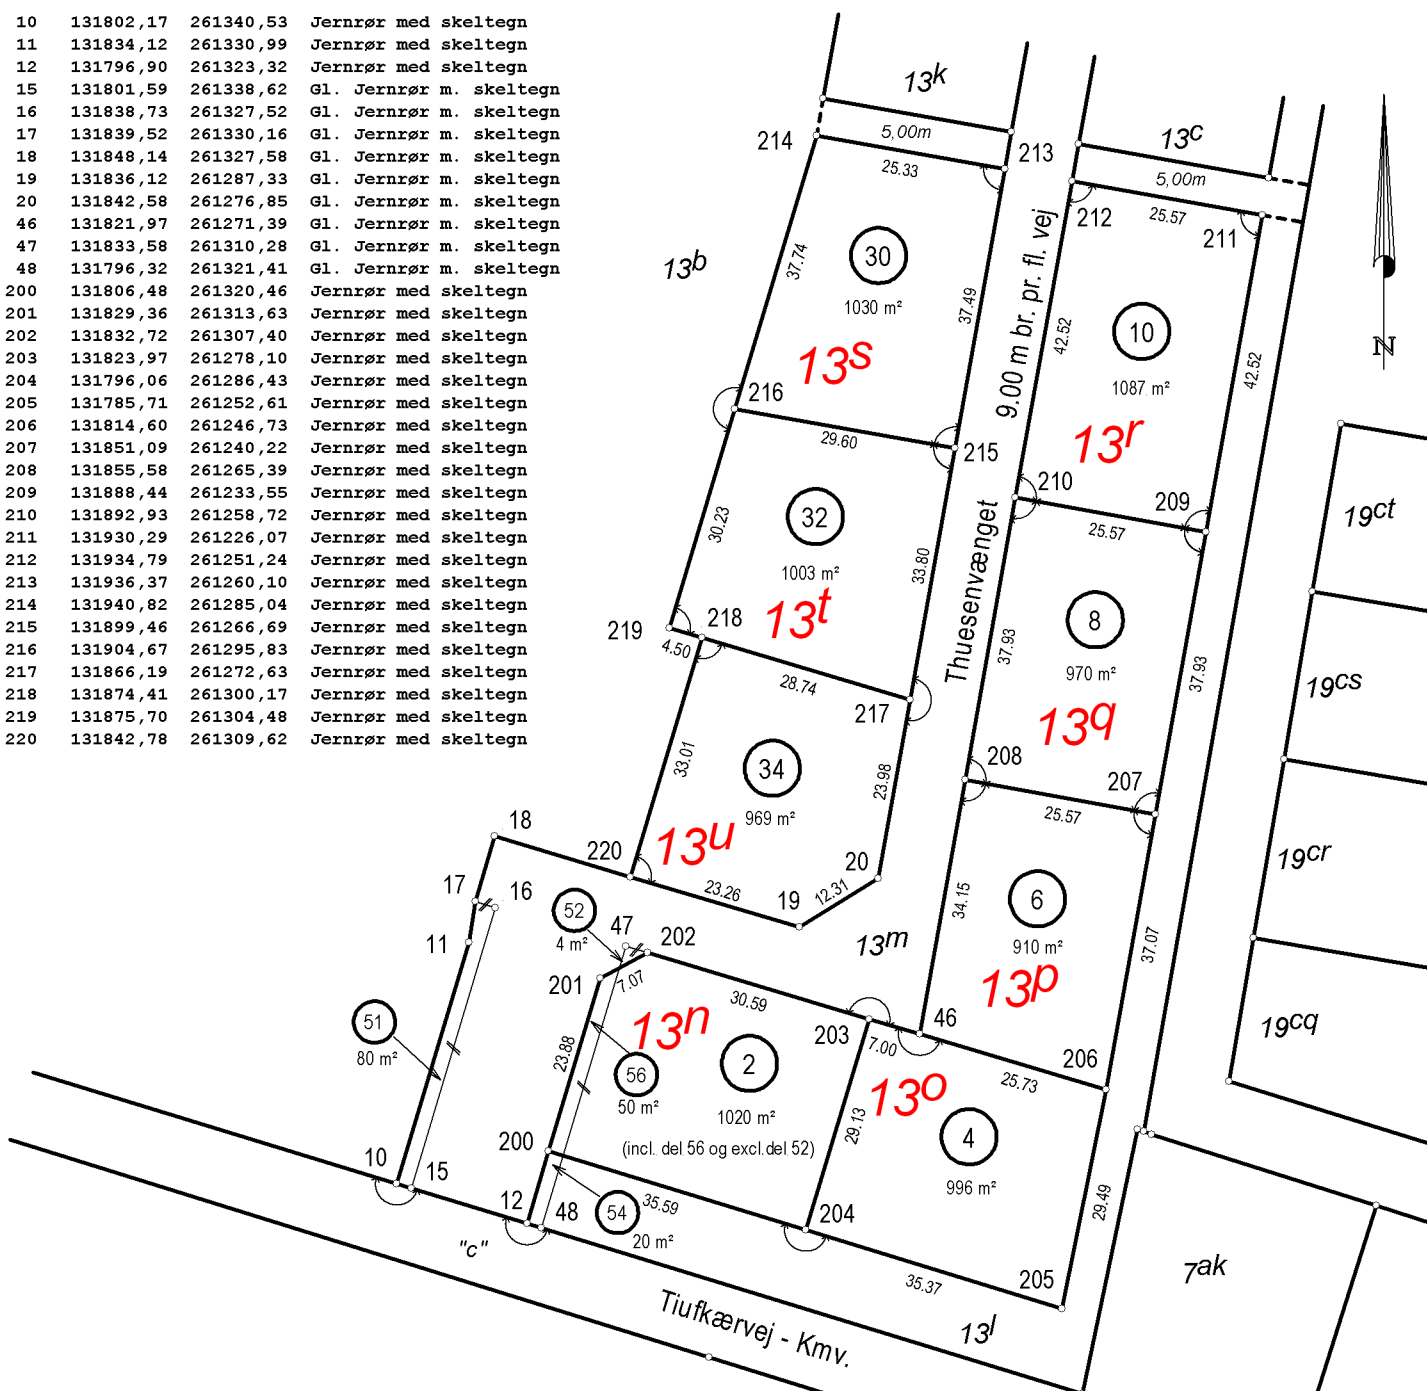 10 131802,17 261340,53 Jernrør med skeltegn
11 131834,12 261330,99 Jernrør med skeltegn
12 131796,90 261323,32 Jernrør med skeltegn
15 131801,59 261338,62 Gl. Jernrør m. skeltegn
16 131838,73 261327,52 Gl. Jernrør m. skeltegn
17 131839,52 261330,16 Gl. Jernrør m. skeltegn
18 131848,14 261327,58 Gl. Jernrør m. skeltegn
19 131836,12 261287,33 Gl. Jernrør m. skeltegn
20 131842,58 261276,85 Gl. Jernrør m. skeltegn
46 131821,97 261271,39 Gl. Jernrør m. skeltegn
47 131833,58 261310,28 Gl. Jernrør m. skeltegn
48 131796,32 261321,41 Gl. Jernrør m. skeltegn
200 131806,48 261320,46 Jernrør med skeltegn
201 131829,36 261313,63 Jernrør med skeltegn
202 131832,72 261307,40 Jernrør med skeltegn
203 131823,97 261278,10 Jernrør med skeltegn
204 131796,06 261286,43 Jernrør med skeltegn
205 131785,71 261252,61 Jernrør med skeltegn
206 131814,60 261246,73 Jernrør med skeltegn
207 131851,09 261240,22 Jernrør med skeltegn
208 131855,58 261265,39 Jernrør med skeltegn
209 131888,44 261233,55 Jernrør med skeltegn
210 131892,93 261258,72 Jernrør med skeltegn
211 131930,29 261226,07 Jernrør med skeltegn
212 131934,79 261251,24 Jernrør med skeltegn
213 131936,37 261260,10 Jernrør med skeltegn
214 131940,82 261285,04 Jernrør med skeltegn
215 131899,46 261266,69 Jernrør med skeltegn
216 131904,67 261295,83 Jernrør med skeltegn
217 131866,19 261272,63 Jernrør med skeltegn
218 131874,41 261300,17 Jernrør med skeltegn
219 131875,70 261304,48 Jernrør med skeltegn
220 131842,78 261309,62 Jernrør med skeltegn
13k
214
5,00m
213
25.33
13c
5,00m
212
25.57
211
13b
37.74
30
1030 m²
37.49
13s
9.00 m br. pr. fl. vej
42.52
10
1087 m²
42.52
13r
N
216
29.60
215
210
209
25.57
30.23
32
1003 m²
33.80
13t
Thuesenvænget
19ct
219
218
4.50
28.74
217
37.93
8
970 m²
37.93
13q
19cs
33.01
34
969 m²
23.98
13u
208
207
25.57
18
220
23.26
19
12.31
20
34.15
6
910 m²
37.07
13p
19cr
17
16
11
52
4 m²
47
202
201
7.07
13m
30.59
51
80 m²
13n
203
7.00
46
206
25.73
19cq
23.88
56
50 m²
2
1020 m²
(incl. del 56 og excl.del 52)
29.13
13o
4
996 m²
29.49
10
15
200
12
48
54
20 m²
35.59
204
35.37
205
"c"
Tiufkærvej - Kmv.
13l
7ak